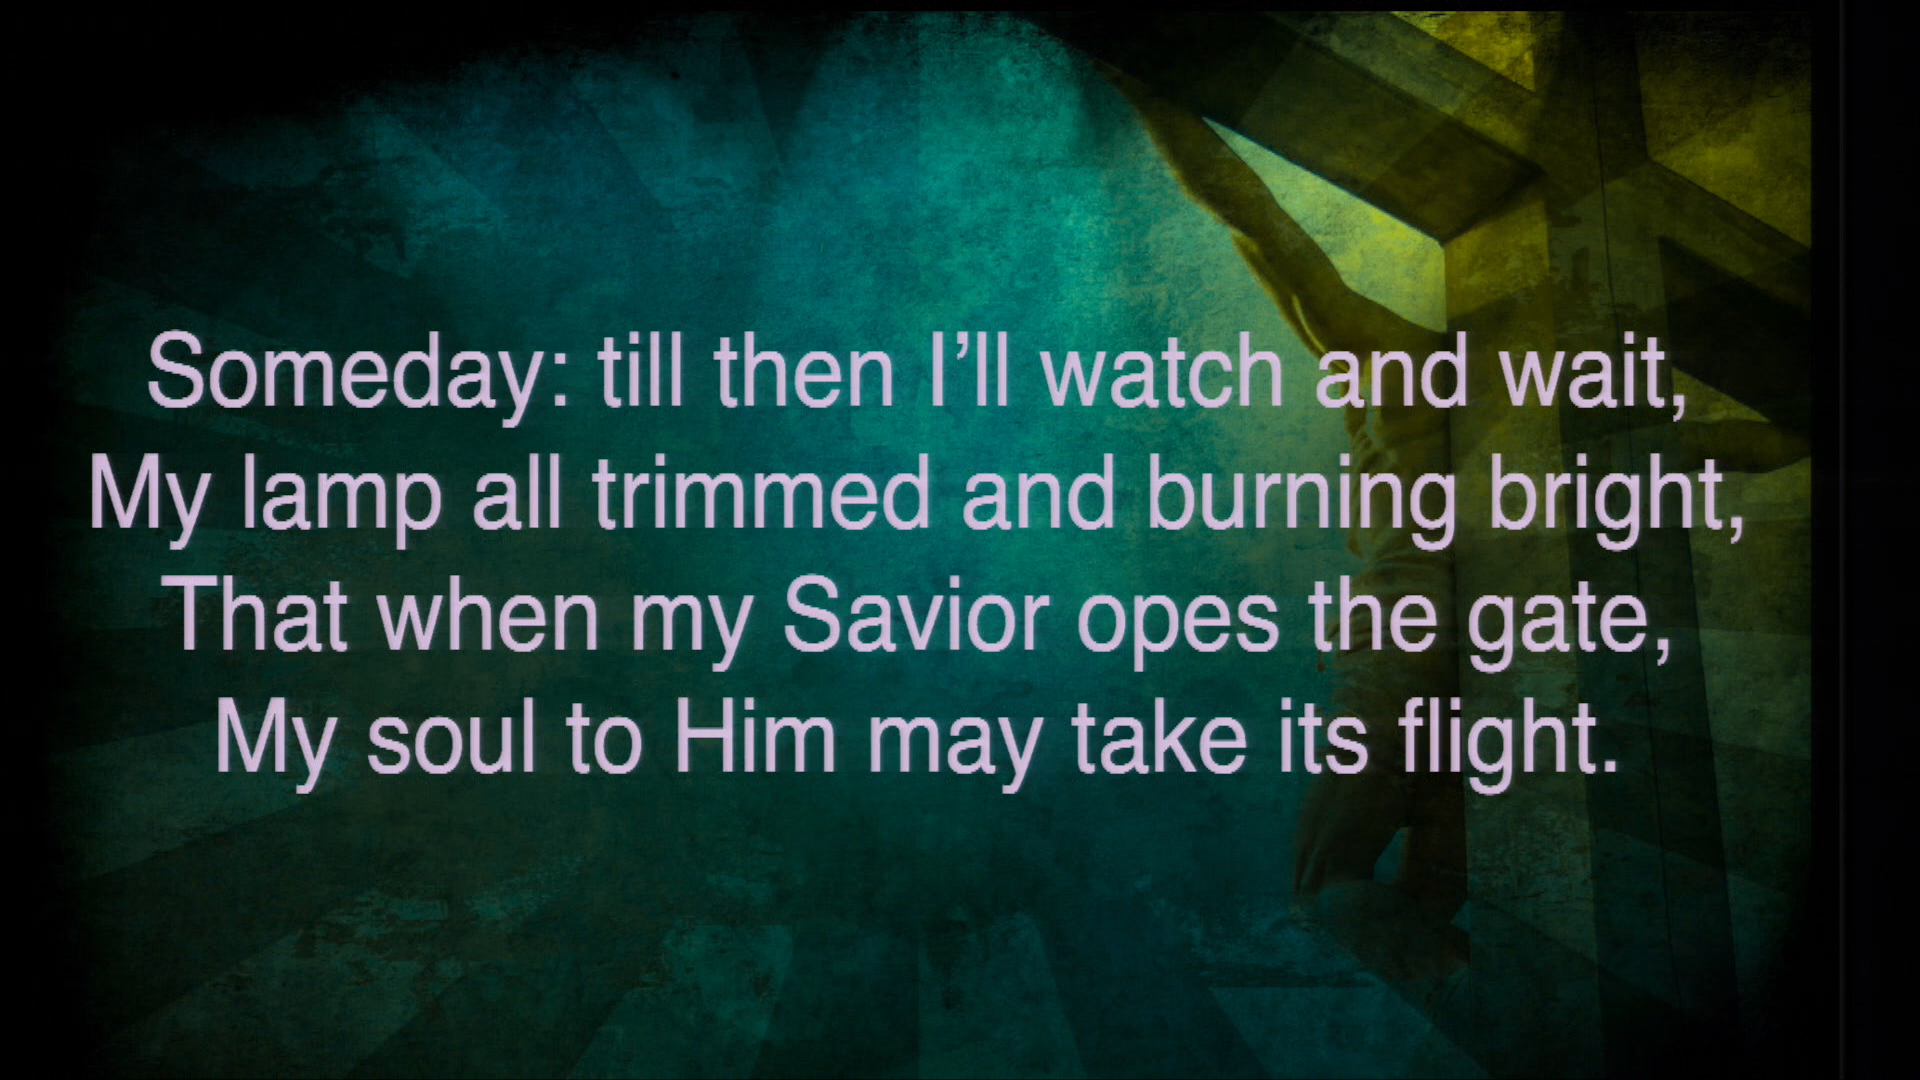 Someday: till then I’ll watch and wait,
My lamp all trimmed and burning bright,
That when my Savior opes the gate,
My soul to Him may take its flight.